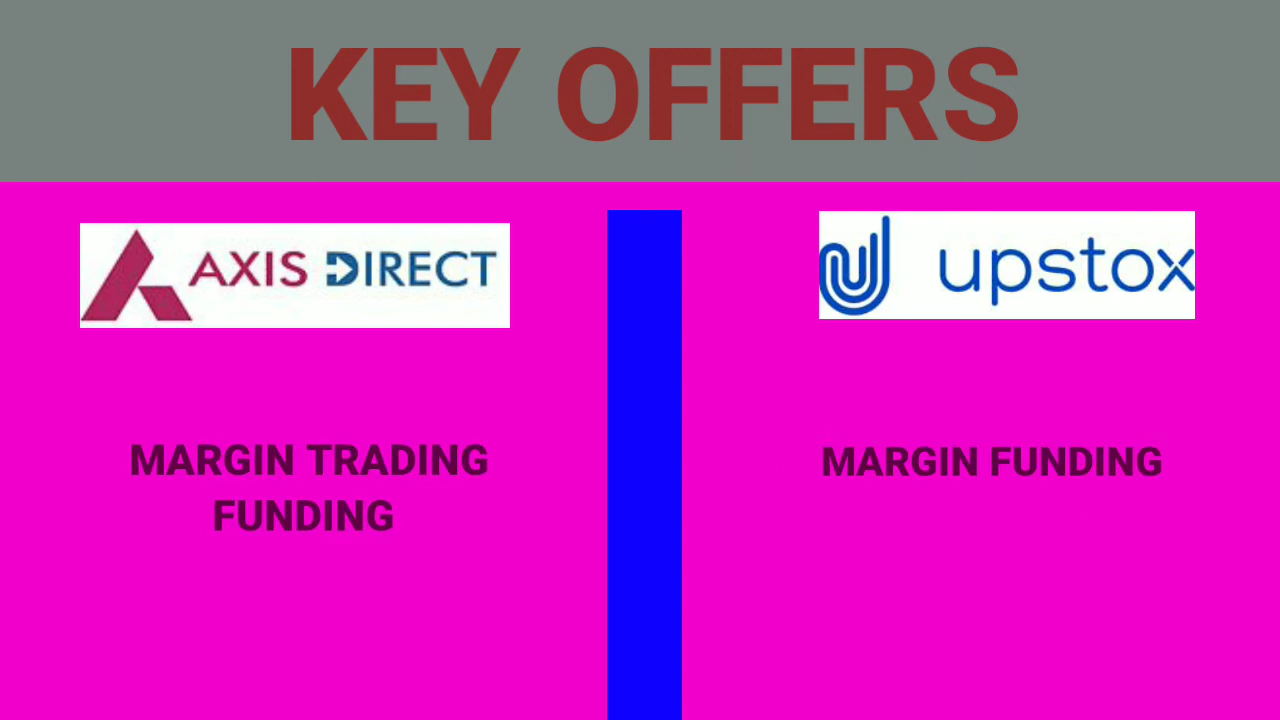 KEY OFFERS
AXIS DIRECT
upstox
MARGIN TRADING
FUNDING
MARGIN FUNDING